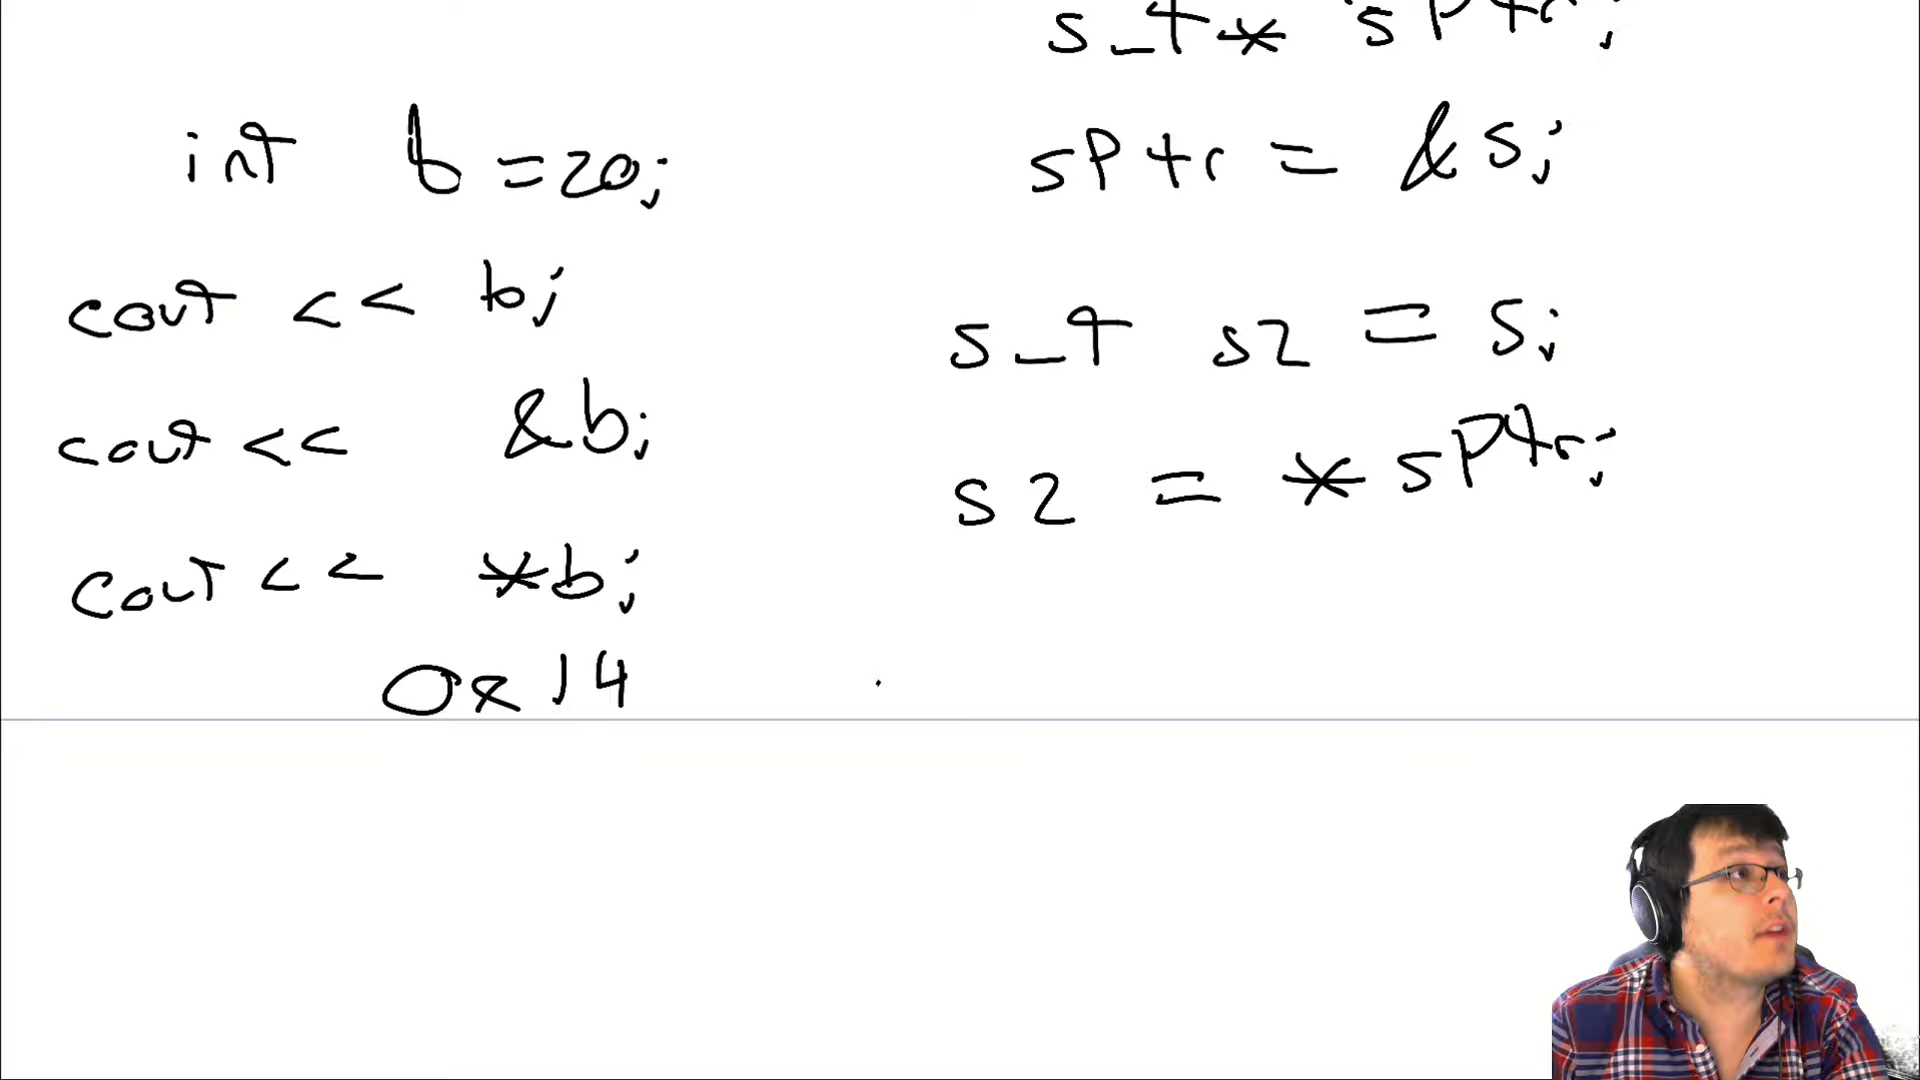 int b = 20;
cout << b;
cout << &b;
cout << *b;
0x14
s_t* sptr;
sptr = &s;
s_t s2 = s;
s2 = *sptr;